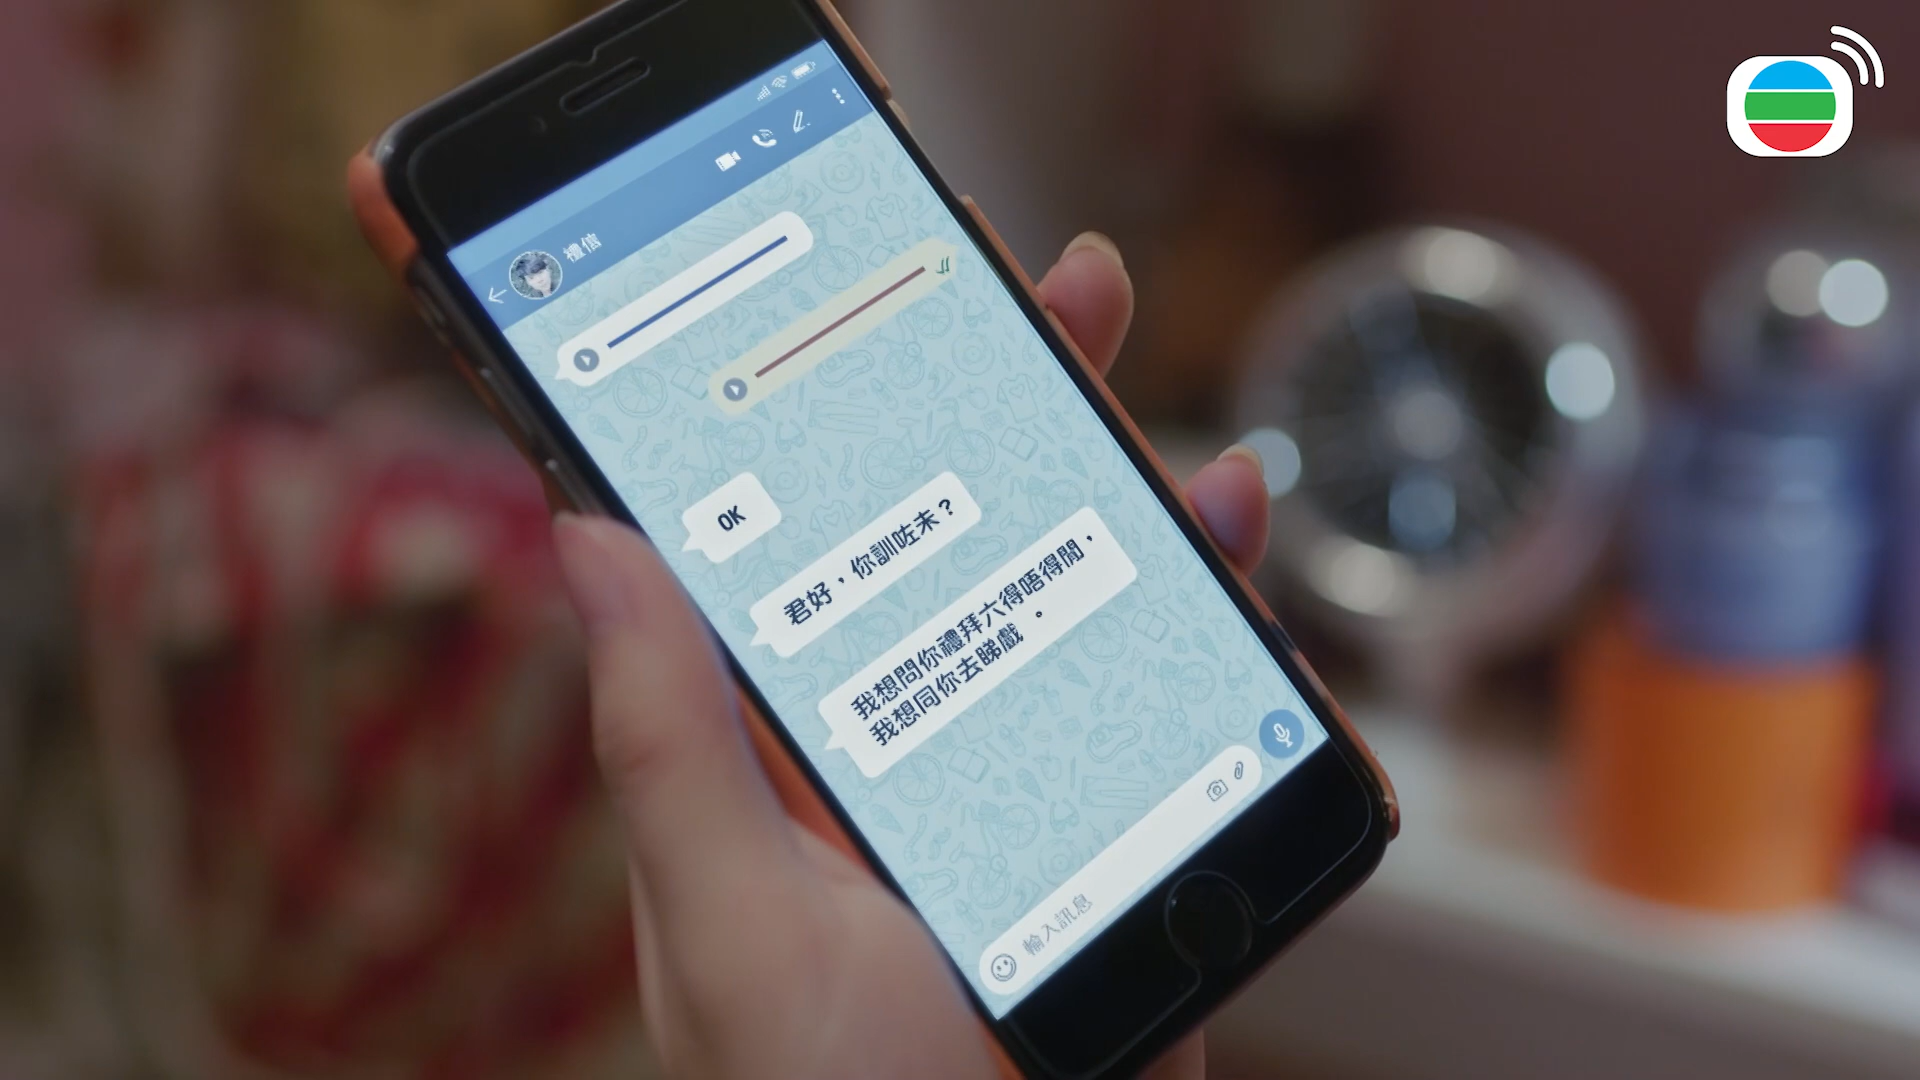 禮信
OK
君好，你訓咗未？
我想問你禮拜六得唔得閒，
我想同你去睇戲。
輸入訊息